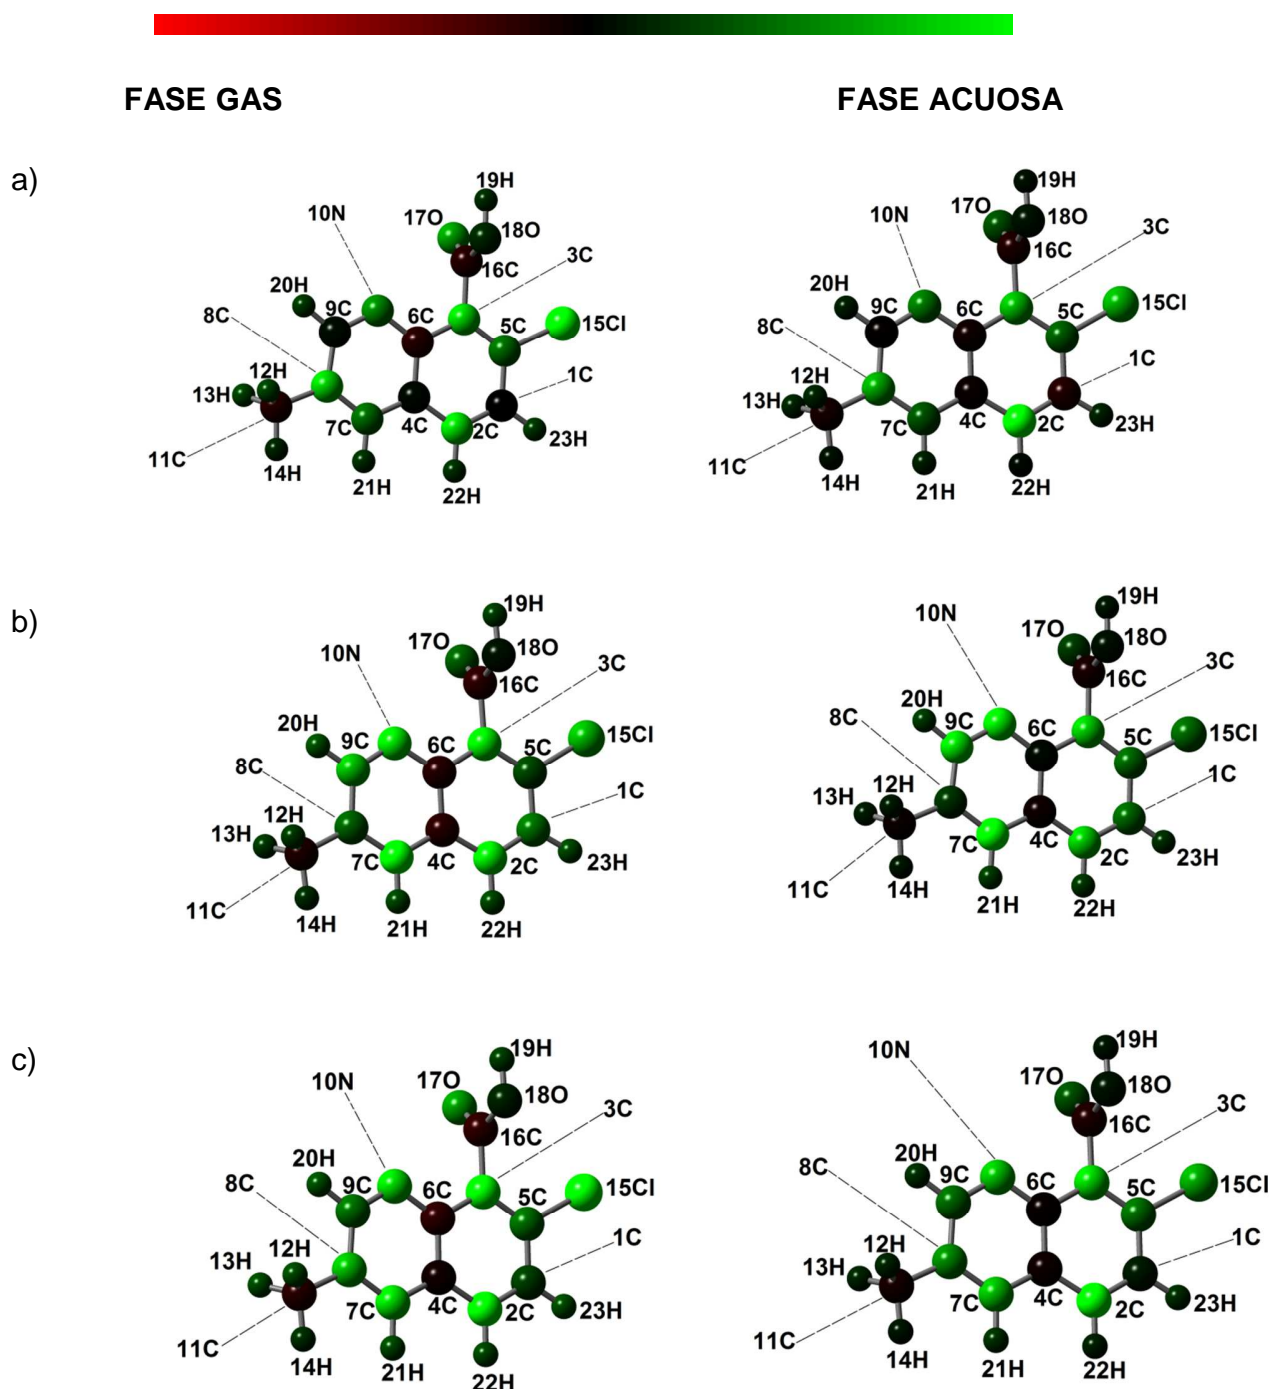 FASE GAS
FASE ACUOSA
a)
19H
10N
17O
18O
3C
16C
20H
9C
6C
8C
5C
15Cl
12H
1C
13H
4C
2C
7C
23H
11C
14H
21H
22H
19H
17O
10N
18O
3C
16C
20H
9C
6C
5C
15Cl
8C
1C
12H
13H
7C
4C
2C
23H
11C
14H
21H
22H
b)
19H
17O
18O
10N
3C
16C
20H
9C
6C
5C
15Cl
8C
1C
12H
13H
7C
4C
2C
23H
11C
14H
21H
22H
19H
10N
17O
18O
3C
16C
20H
8C
9C
6C
5C
15Cl
1C
12H
13H
7C
4C
2C
23H
11C
14H
21H
22H
c)
19H
10N
17O
18O
3C
16C
20H
8C
9C
6C
5C
15Cl
1C
12H
13H
7C
4C
2C
23H
11C
14H
21H
22H
19H
10N
17O
18O
3C
16C
8C
20H
9C
6C
5C
15Cl
1C
12H
13H
7C
4C
2C
23H
11C
14H
21H
22H